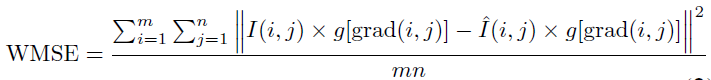 WMSE = \frac{\sum_{i=1}^{m} \sum_{j=1}^{n} \left\| I(i,j) \times g[\text{grad}(i,j)] - \hat{I}(i,j) \times g[\text{grad}(i,j)] \right\|^2}{mn}